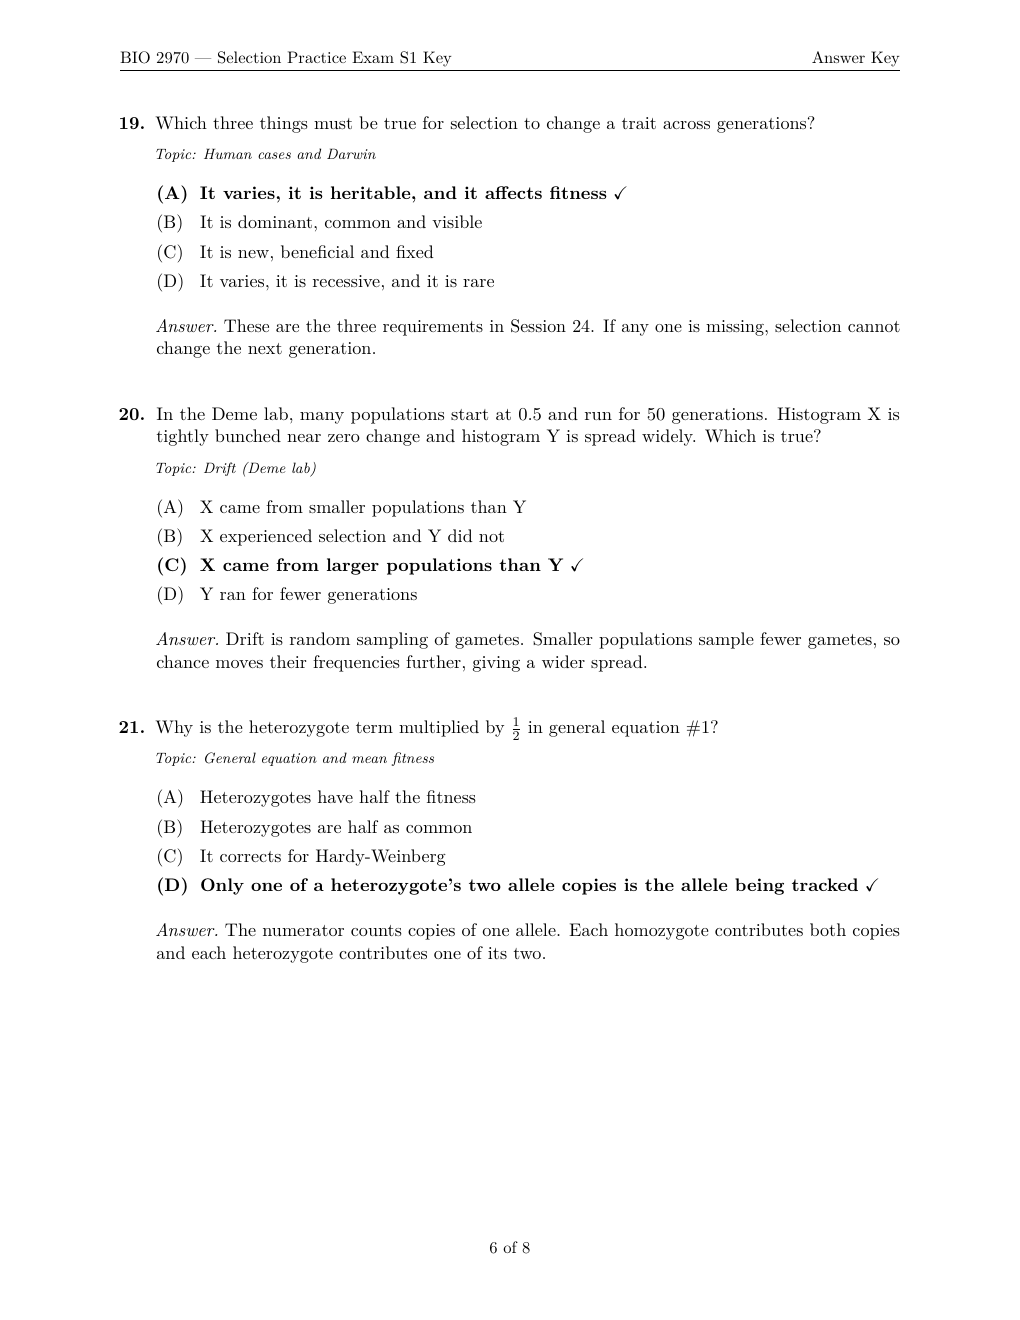 BIO 2970 — Selection Practice Exam S1 Key Answer Key
19. Which three things must be true for selection to change a trait across generations?
Topic: Human cases and Darwin
(A) It varies, it is heritable, and it affects fitness ✓
(B) It is dominant, common and visible
(C) It is new, beneficial and fixed
(D) It varies, it is recessive, and it is rare
Answer. These are the three requirements in Session 24. If any one is missing, selection cannot
change the next generation.
20. In the Deme lab, many populations start at 0.5 and run for 50 generations. Histogram X is
tightly bunched near zero change and histogram Y is spread widely. Which is true?
Topic: Drift (Deme lab)
(A) X came from smaller populations than Y
(B) X experienced selection and Y did not
(C) X came from larger populations than Y ✓
(D) Y ran for fewer generations
Answer. Drift is random sampling of gametes. Smaller populations sample fewer gametes, so
chance moves their frequencies further, giving a wider spread.
21. Why is the heterozygote term multiplied by 1/2 in general equation #1?
Topic: General equation and mean fitness
(A) Heterozygotes have half the fitness
(B) Heterozygotes are half as common
(C) It corrects for Hardy-Weinberg
(D) Only one of a heterozygote's two allele copies is the allele being tracked ✓
Answer. The numerator counts copies of one allele. Each homozygote contributes both copies
and each heterozygote contributes one of its two.
6 of 8